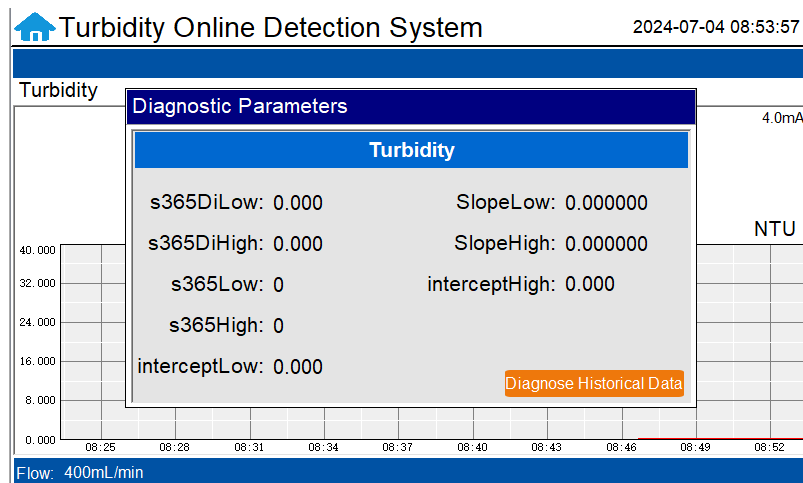 Turbidity Online Detection System 2024-07-04 08:53:57
Turbidity
Diagnostic Parameters
4.0mA
Turbidity
s365DiLow: 0.000 SlopeLow: 0.000000
NTU
s365DiHigh: 0.000 SlopeHigh: 0.000000
40.000
s365Low: 0 interceptHigh: 0.000
32.000
s365High: 0
24.000
interceptLow: 0.000
16.000
Diagnose Historical Data
8.000
0.000
08:25 08:28 08:31 08:34 08:37 08:40 08:43 08:46 08:49 08:52
Flow: 400mL/min